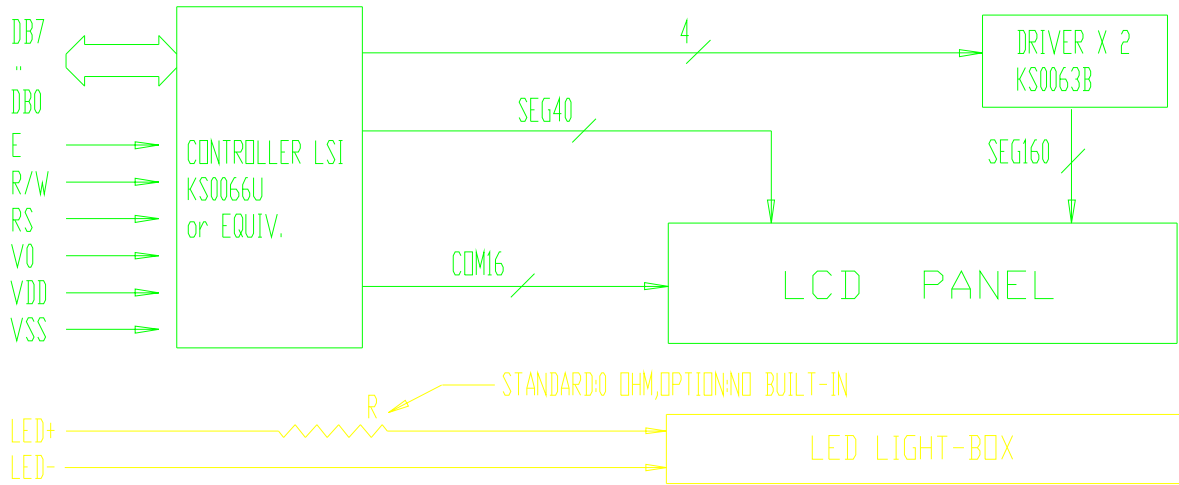 DB7
..
DB0
E
R/W
RS
V0
VDD
VSS
CONTROLLER LSI
KS0066U
or EQUIV.
4
DRIVER X 2
KS0063B
SEG40
SEG160
COM16
LCD PANEL
STANDARD:0 OHM,OPTION:NO BUILT-IN
R
LED+
LED-
LED LIGHT-BOX